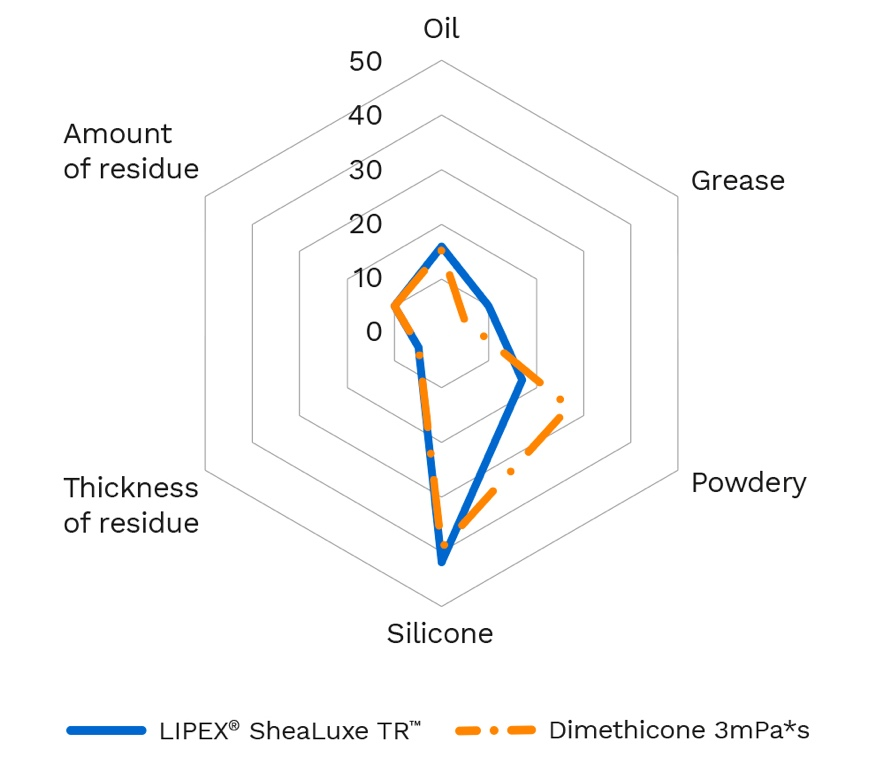 Oil
50
40
30
20
10
0
Amount
of residue
Grease
Thickness
of residue
Powdery
Silicone
LIPEX® SheaLuxe TR™
Dimethicone 3mPa*s